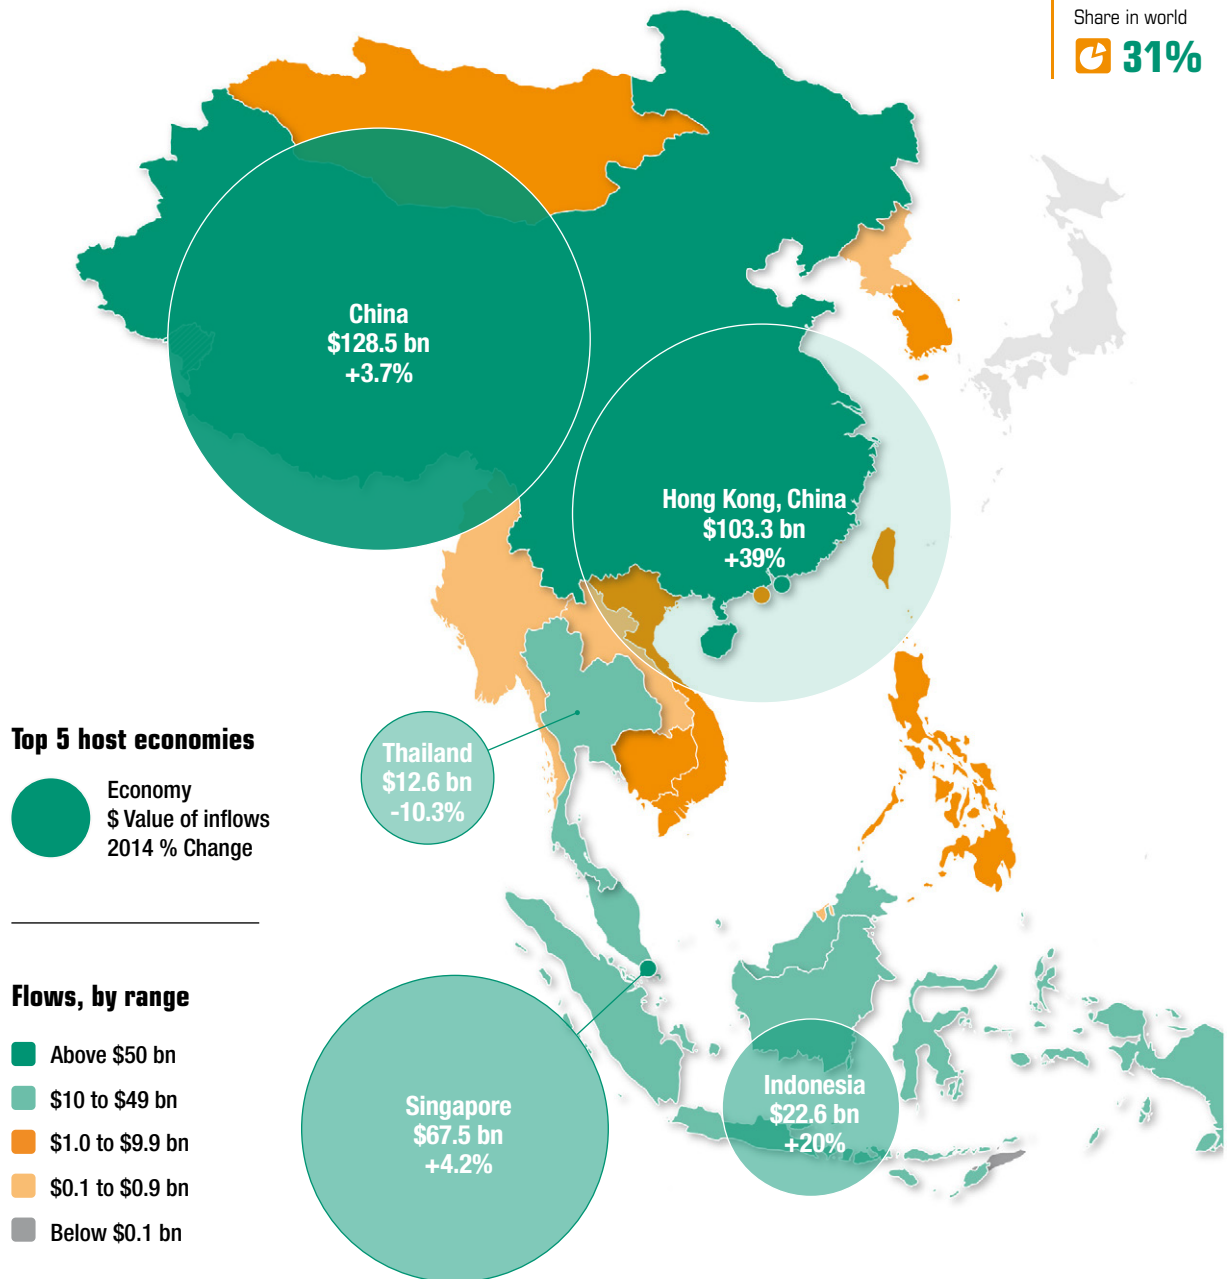 Share in world
31%
China
$128.5 bn
+3.7%
Hong Kong, China
$103.3 bn
+39%
Thailand
$12.6 bn
-10.3%
Top 5 host economies
Economy
$ Value of inflows
2014 % Change
Flows, by range
Above $50 bn
$10 to $49 bn
$1.0 to $9.9 bn
$0.1 to $0.9 bn
Below $0.1 bn
Singapore
$67.5 bn
+4.2%
Indonesia
$22.6 bn
+20%